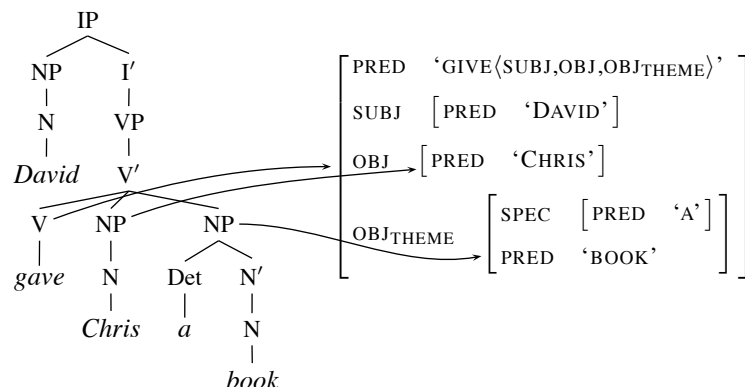 IP
NP I′
N VP
David V′
V NP NP
gave N Det N′
Chris a N
book
PRED ‘GIVE⟨SUBJ,OBJ,OBJTHEME⟩’
SUBJ [PRED ‘DAVID’]
OBJ [PRED ‘CHRIS’]
OBJTHEME [SPEC [PRED ‘A’]
PRED ‘BOOK’]